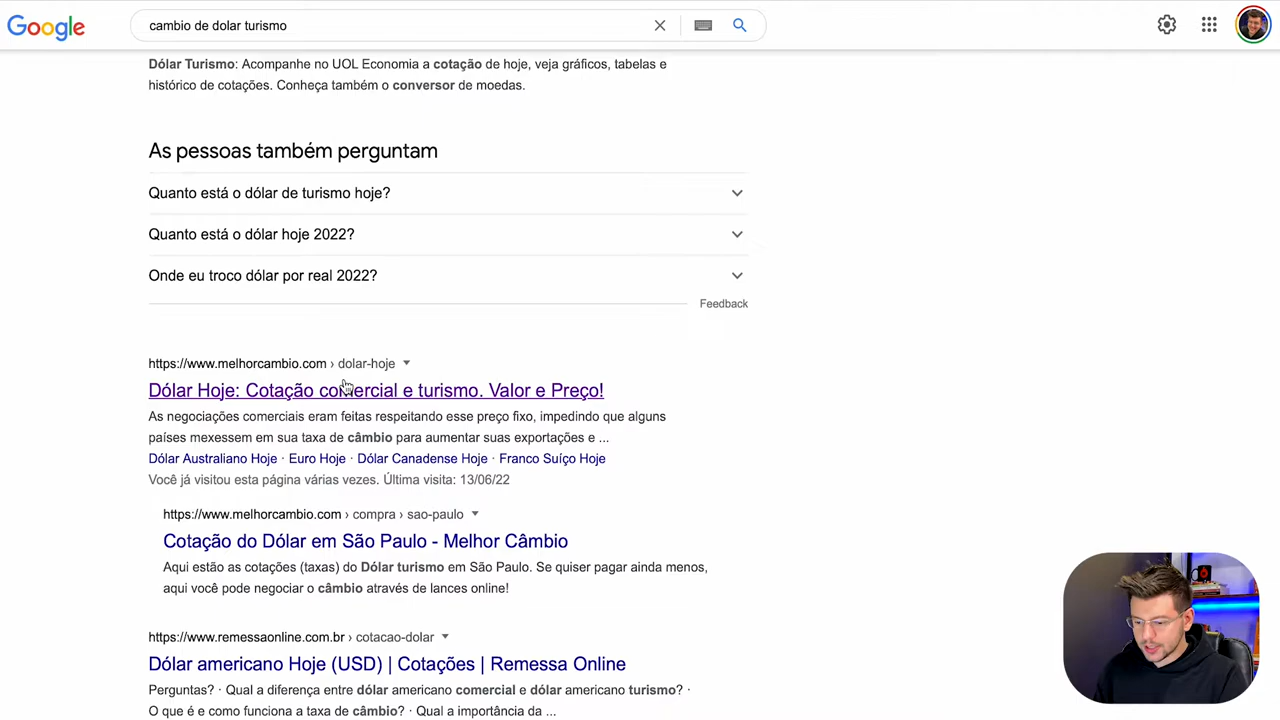 Google
cambio de dolar turismo
Dólar Turismo: Acompanhe no UOL Economia a cotação de hoje, veja gráficos, tabelas e
histórico de cotações. Conheça também o conversor de moedas.
As pessoas também perguntam
Quanto está o dólar de turismo hoje?
Quanto está o dólar hoje 2022?
Onde eu troco dólar por real 2022?
Feedback
https://www.melhorcambio.com › dolar-hoje
Dólar Hoje: Cotação comercial e turismo. Valor e Preço!
As negociações comerciais eram feitas respeitando esse preço fixo, impedindo que alguns
países mexessem em sua taxa de câmbio para aumentar suas exportações e ...
Dólar Australiano Hoje · Euro Hoje · Dólar Canadense Hoje · Franco Suíço Hoje
Você já visitou esta página várias vezes. Última visita: 13/06/22
https://www.melhorcambio.com › compra › sao-paulo
Cotação do Dólar em São Paulo - Melhor Câmbio
Aqui estão as cotações (taxas) do Dólar turismo em São Paulo. Se quiser pagar ainda menos,
aqui você pode negociar o câmbio através de lances online!
https://www.remessaonline.com.br › cotacao-dolar
Dólar americano Hoje (USD) | Cotações | Remessa Online
Perguntas? · Qual a diferença entre dólar americano comercial e dólar americano turismo? ·
O que é e como funciona a taxa de câmbio? · Qual a importância da ...